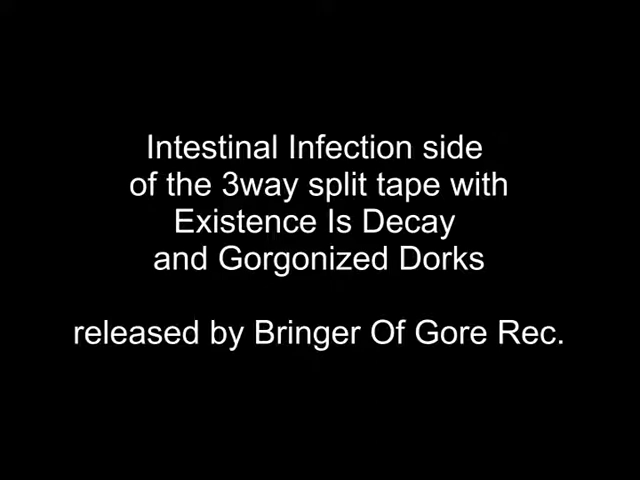 Intestinal Infection side
of the 3way split tape with
Existence Is Decay
and Gorgonized Dorks
released by Bringer Of Gore Rec.